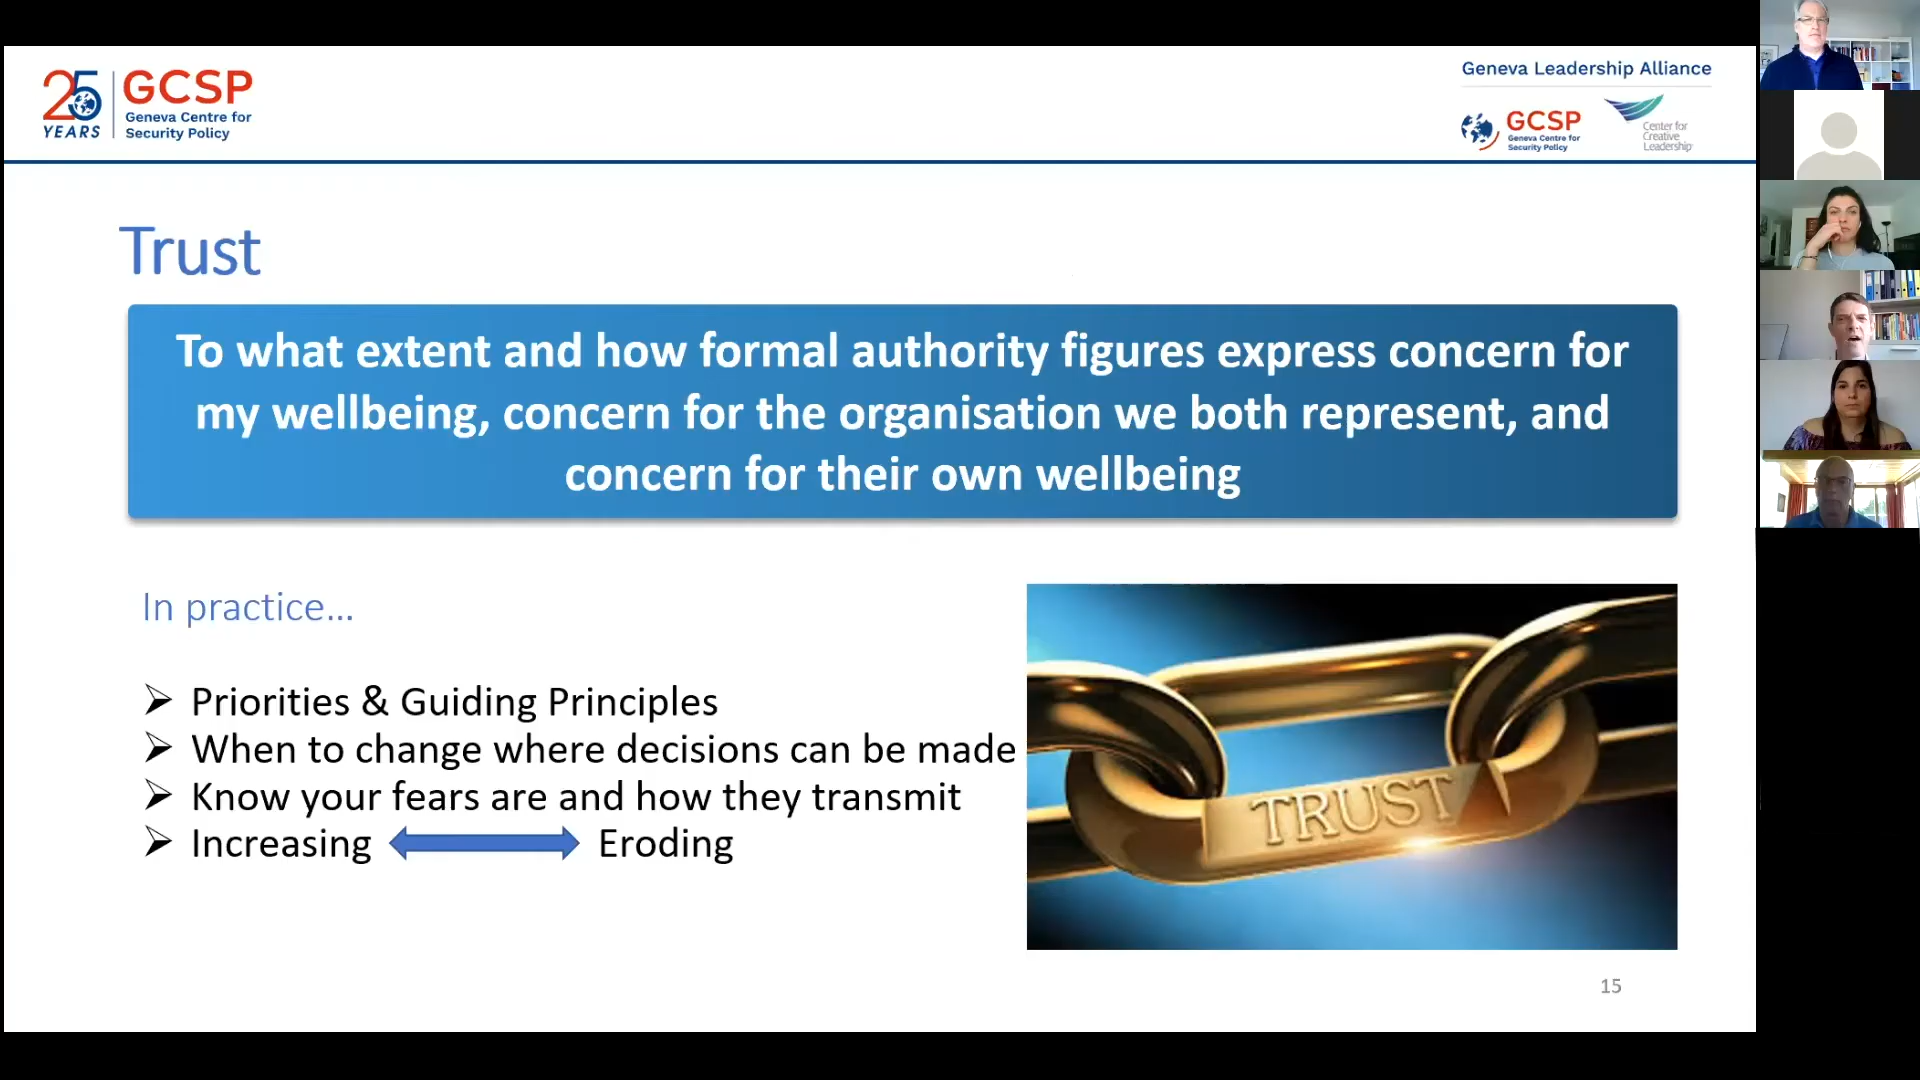 25 YEARS
GCSP
Geneva Centre for
Security Policy
Geneva Leadership Alliance
GCSP
Geneva Centre for
Security Policy
Center for
Creative
Leadership
Trust
To what extent and how formal authority figures express concern for
my wellbeing, concern for the organisation we both represent, and
concern for their own wellbeing
In practice...
➢ Priorities & Guiding Principles
➢ When to change where decisions can be made
➢ Know your fears are and how they transmit
➢ Increasing Eroding
TRUST
15